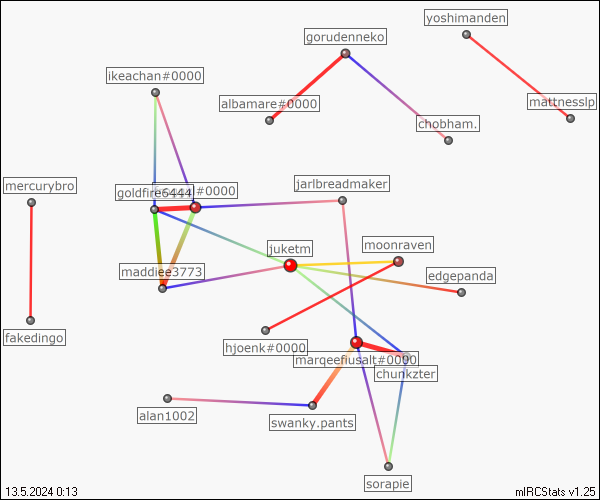 yoshimanden
gorudenneko
ikeachan#0000
albamare#0000
mattnesslp
chobham.
mercurybro
goldfire6444
#0000
jarlbreadmaker
juketm
moonraven
maddiee3773
edgepanda
fakedingo
hjoenk#0000
marqeefiusalt#0000
chunkzter
alan1002
swanky.pants
sorapie
13.5.2024 0:13
mIRCStats v1.25